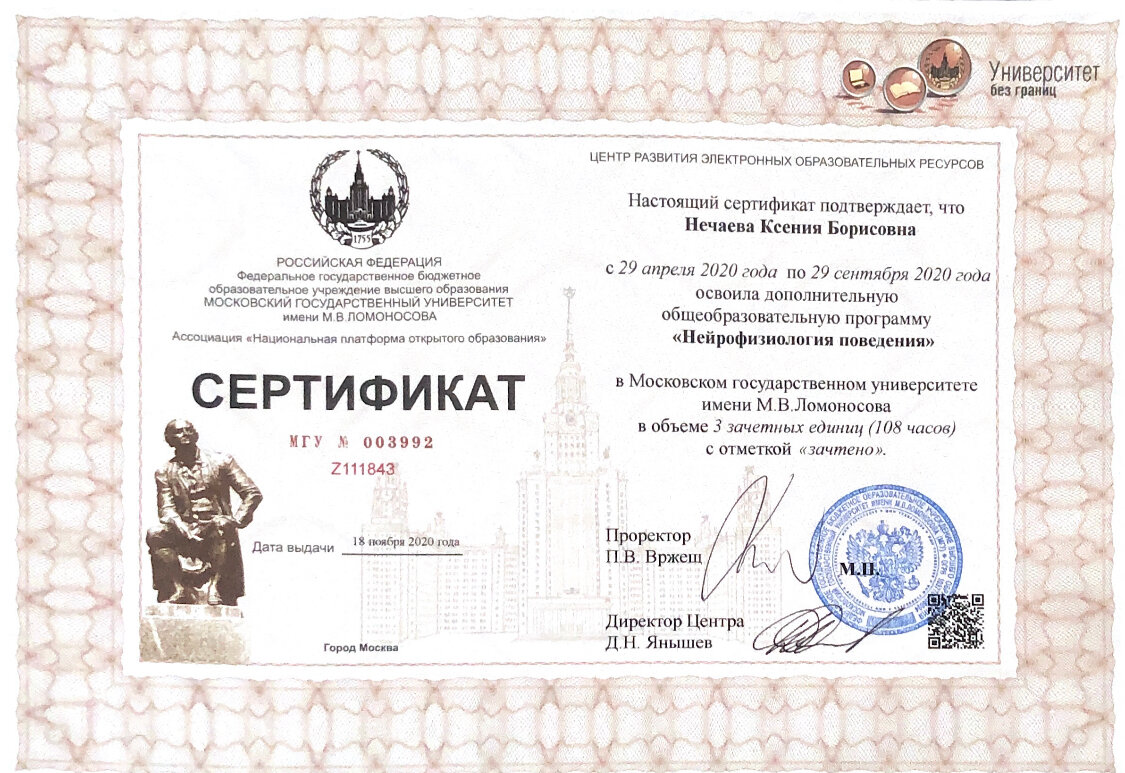 Университет
без границ
1755
РОССИЙСКАЯ ФЕДЕРАЦИЯ
Федеральное государственное бюджетное
образовательное учреждение высшего образования
МОСКОВСКИЙ ГОСУДАРСТВЕННЫЙ УНИВЕРСИТЕТ
имени М.В.ЛОМОНОСОВА
Ассоциация «Национальная платформа открытого образования»
СЕРТИФИКАТ
МГУ № 003992
Z111843
Дата выдачи 18 ноября 2020 года
Город Москва
ЦЕНТР РАЗВИТИЯ ЭЛЕКТРОННЫХ ОБРАЗОВАТЕЛЬНЫХ РЕСУРСОВ
Настоящий сертификат подтверждает, что
Нечаева Ксения Борисовна
с 29 апреля 2020 года по 29 сентября 2020 года
освоила дополнительную
общеобразовательную программу
«Нейрофизиология поведения»
в Московском государственном университете
имени М.В.Ломоносова
в объеме 3 зачетных единиц (108 часов)
с отметкой «зачтено».
Проректор
П.В. Вржещ
М.П.
Директор Центра
Д.Н. Янышев